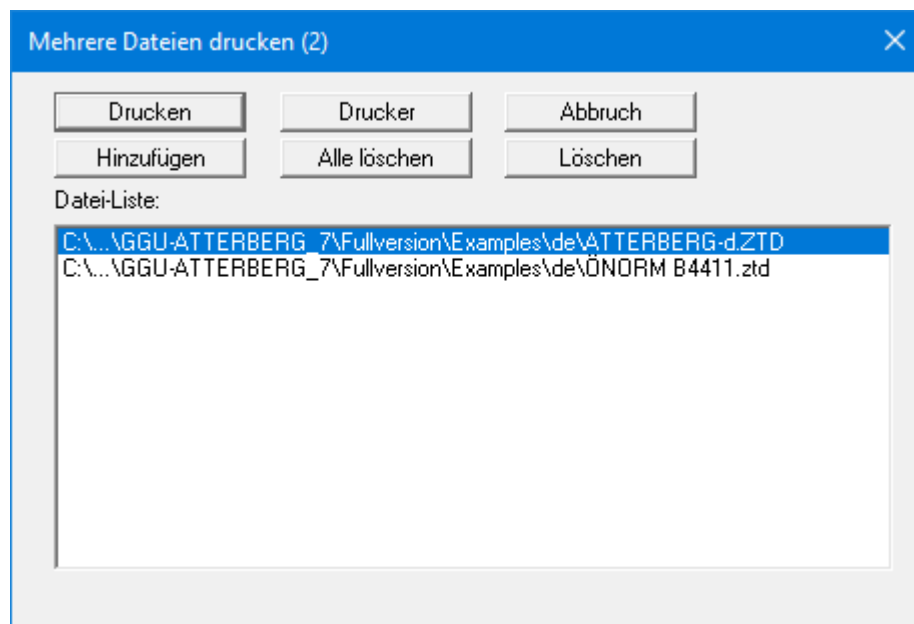 Mehrere Dateien drucken (2)
Drucken Drucker Abbruch
Hinzufügen Alle löschen Löschen
Datei-Liste:
C:\...\GGU-ATTERBERG_7\Fullversion\Examples\de\ATTERBERG-d.ZTD
C:\...\GGU-ATTERBERG_7\Fullversion\Examples\de\ÖNORM B4411.ztd